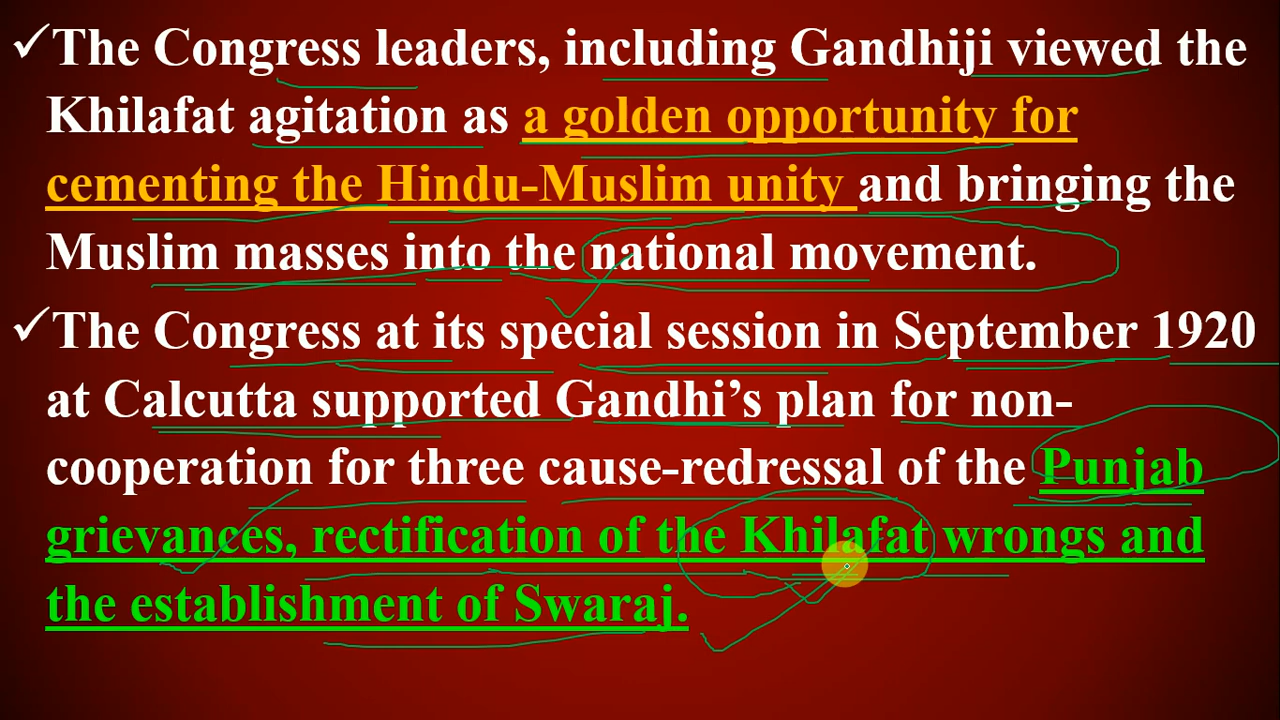 ✓The Congress leaders, including Gandhiji viewed the
Khilafat agitation as a golden opportunity for
cementing the Hindu-Muslim unity and bringing the
Muslim masses into the national movement.
✓The Congress at its special session in September 1920
at Calcutta supported Gandhi’s plan for non-
cooperation for three cause-redressal of the Punjab
grievances, rectification of the Khilafat wrongs and
the establishment of Swaraj.